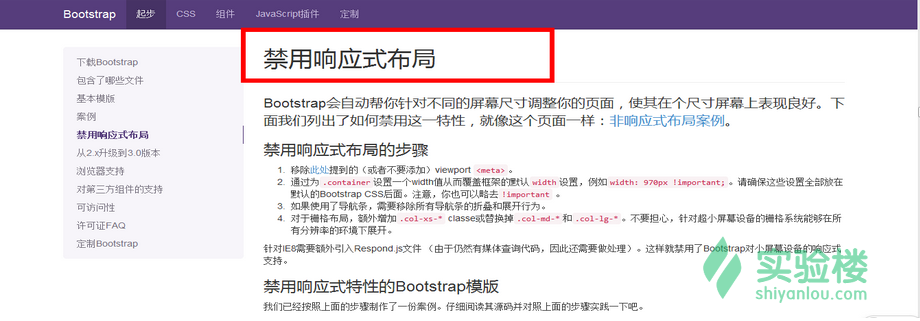 Bootstrap 起步 CSS 组件 JavaScript插件 定制
下载Bootstrap
包含了哪些文件
基本模版
案例
禁用响应式布局
从2.x升级到3.0版本
浏览器支持
对第三方组件的支持
可访问性
许可证FAQ
定制Bootstrap
禁用响应式布局
Bootstrap会自动帮你针对不同的屏幕尺寸调整你的页面，使其在个尺寸屏幕上表现良好。下
面我们列出了如何禁用这一特性，就像这个页面一样：非响应式布局案例。
禁用响应式布局的步骤
1. 移除此处提到的（或者不要添加）viewport <meta> 。
2. 通过为 .container 设置一个width值从而覆盖框架的默认 width 设置，例如 width: 970px !important; 。请确保这些设置全部放在
默认的Bootstrap CSS后面。注意，你也可以略去 !important 。
3. 如果使用了导航条，需要移除所有导航条的折叠和展开行为。
4. 对于栅格布局，额外增加 .col-xs-* classe或替换掉 .col-md-* 和 .col-lg-* 。不要担心，针对超小屏幕设备的栅格系统能够在所
有分辨率的环境下展开。
针对IE8需要额外引入Respond.js文件 （由于仍然有媒体查询代码，因此还需要做处理）。这样就禁用了Bootstrap对小屏幕设备的响应式
支持。
禁用响应式特性的Bootstrap模版
我们已经按照上面的步骤制作了一份案例。仔细阅读其源码并对照上面的步骤实践一下吧。
实验楼
shiyanlou.com